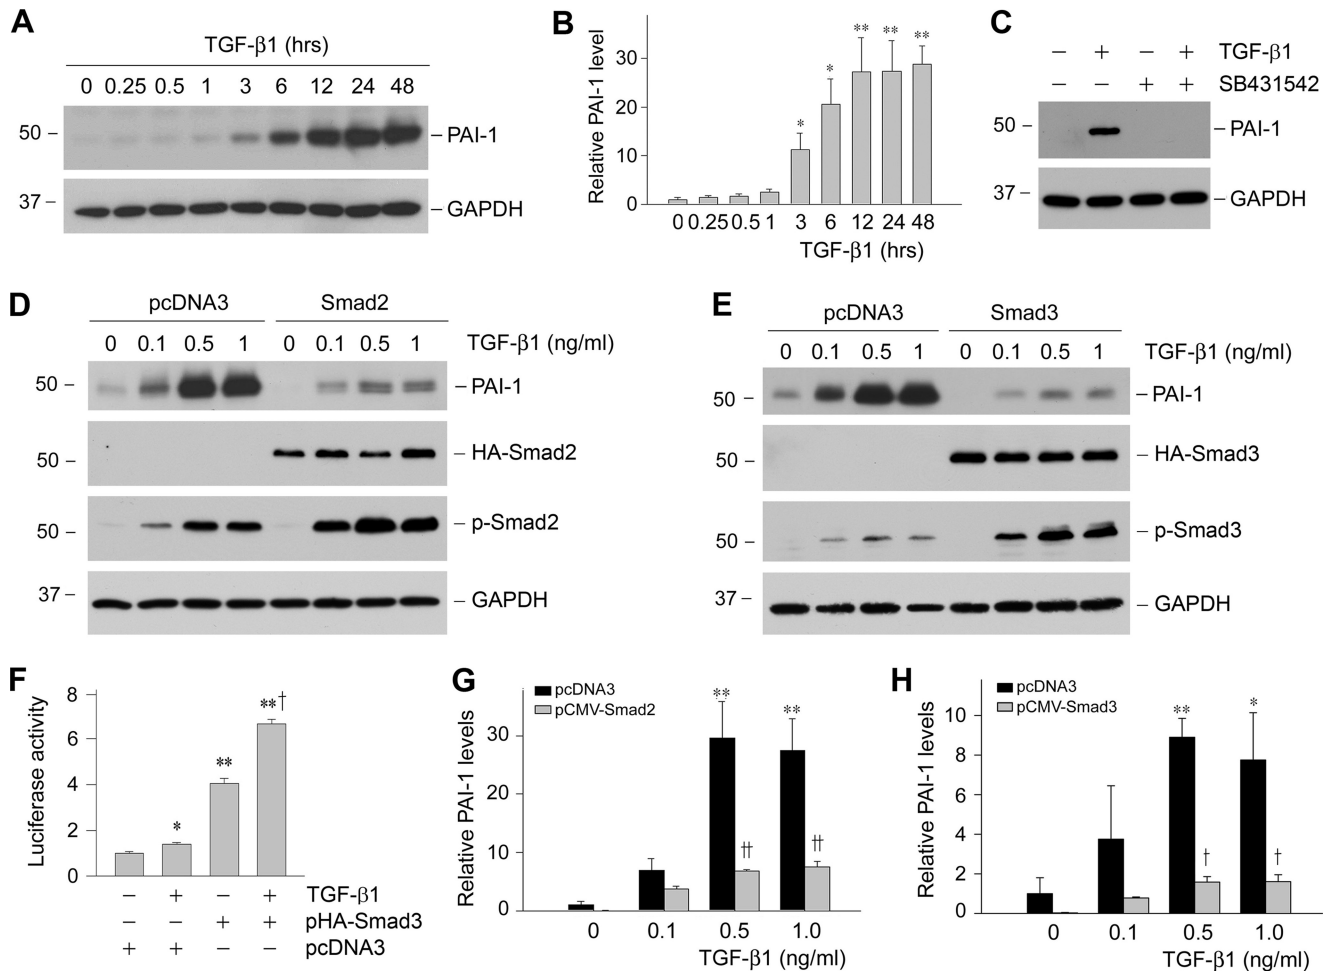 A
TGF-β1 (hrs)
0 0.25 0.5 1 3 6 12 24 48
50 – – PAI-1
37 – – GAPDH
B
Relative PAI-1 level
30
20
10
0
* * ** ** **
0 0.25 0.5 1 3 6 12 24 48
TGF-β1 (hrs)
C
– + – + TGF-β1
– – + + SB431542
50 – – PAI-1
37 – – GAPDH
D
pcDNA3 Smad2
0 0.1 0.5 1 0 0.1 0.5 1 TGF-β1 (ng/ml)
50 – – PAI-1
50 – – HA-Smad2
50 – – p-Smad2
37 – – GAPDH
E
pcDNA3 Smad3
0 0.1 0.5 1 0 0.1 0.5 1 TGF-β1 (ng/ml)
50 – – PAI-1
50 – – HA-Smad3
50 – – p-Smad3
37 – – GAPDH
F
Luciferase activity
8
6
4
2
0
* ** **†
– + – + TGF-β1
– – + + pHA-Smad3
+ + – – pcDNA3
G
pcDNA3
pCMV-Smad2
Relative PAI-1 levels
30
20
10
0
** **
†† ††
0 0.1 0.5 1.0
TGF-β1 (ng/ml)
H
pcDNA3
pCMV-Smad3
Relative PAI-1 levels
10
8
6
4
2
0
** *
† †
0 0.1 0.5 1.0
TGF-β1 (ng/ml)